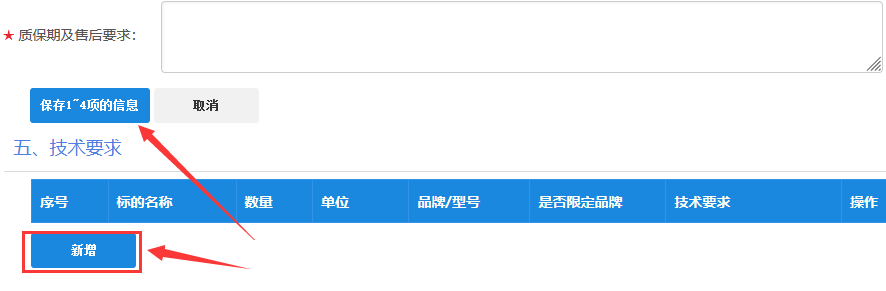 ★ 质保期及售后要求:
保存1~4项的信息 取消
五、技术要求
序号 标的名称 数量 单位 品牌/型号 是否限定品牌 技术要求 操作
新增